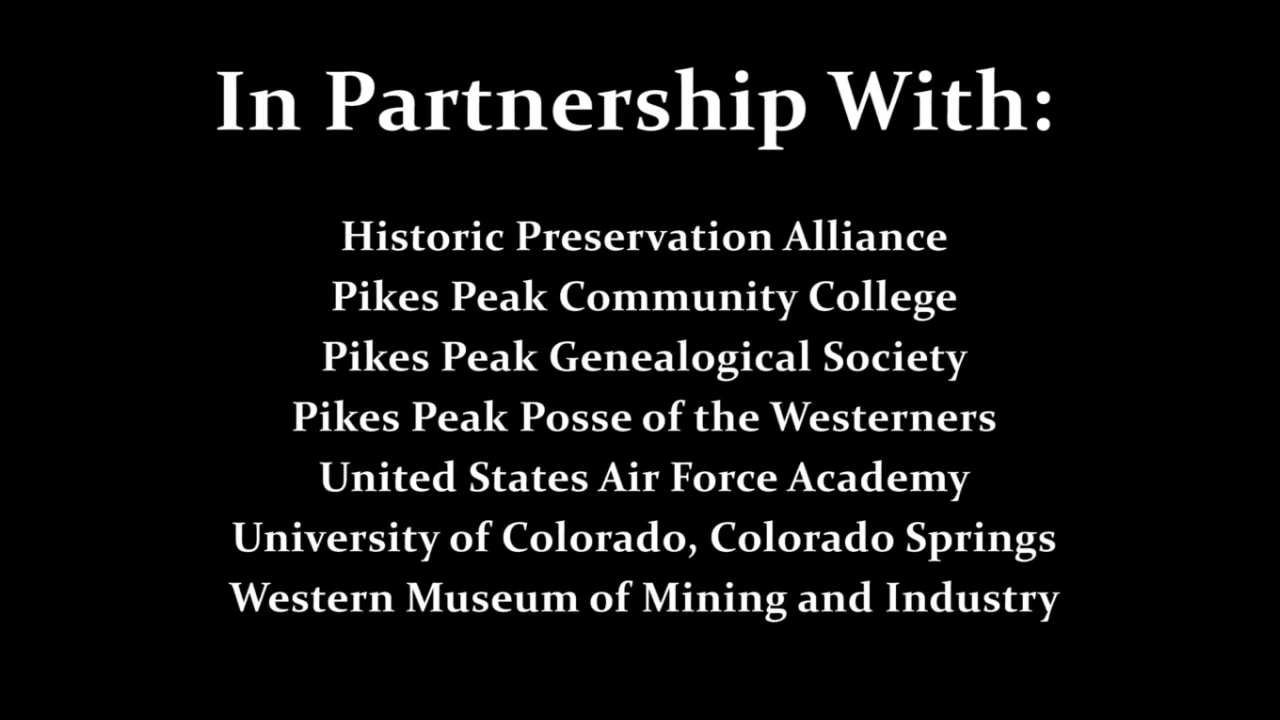 In Partnership With:
Historic Preservation Alliance
Pikes Peak Community College
Pikes Peak Genealogical Society
Pikes Peak Posse of the Westerners
United States Air Force Academy
University of Colorado, Colorado Springs
Western Museum of Mining and Industry